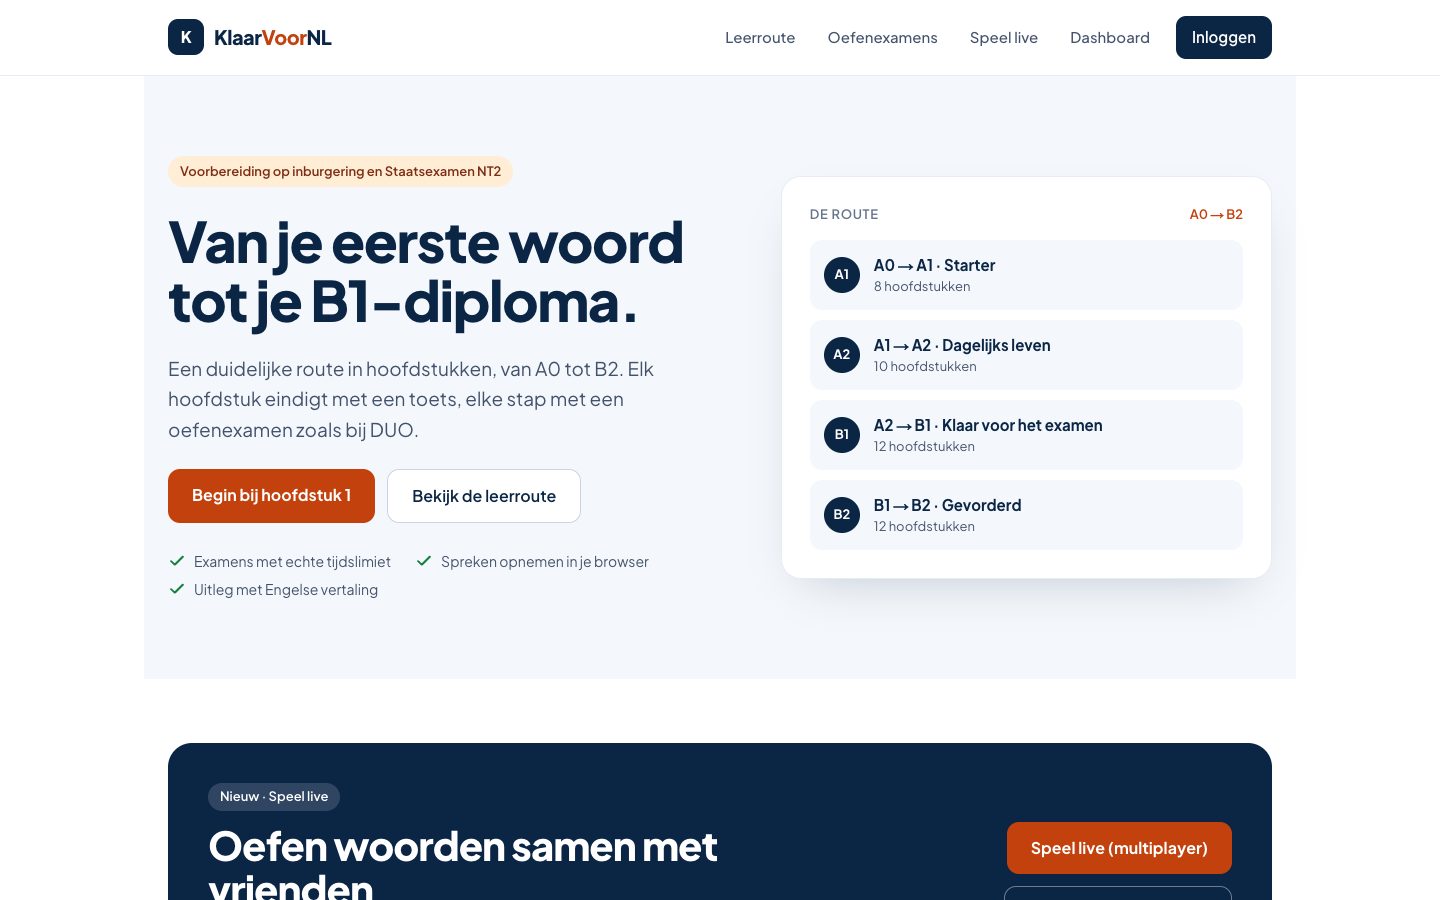 K KlaarVoorNL
Leerroute Oefenexamens Speel live Dashboard Inloggen
Voorbereiding op inburgering en Staatsexamen NT2
Van je eerste woord
tot je B1-diploma.
Een duidelijke route in hoofdstukken, van A0 tot B2. Elk
hoofdstuk eindigt met een toets, elke stap met een
oefenexamen zoals bij DUO.
Begin bij hoofdstuk 1
Bekijk de leerroute
Examens met echte tijdslimiet
Spreken opnemen in je browser
Uitleg met Engelse vertaling
DE ROUTE
A0 → B2
A1
A0 → A1 · Starter
8 hoofdstukken
A2
A1 → A2 · Dagelijks leven
10 hoofdstukken
B1
A2 → B1 · Klaar voor het examen
12 hoofdstukken
B2
B1 → B2 · Gevorderd
12 hoofdstukken
Nieuw · Speel live
Oefen woorden samen met
vrienden
Speel live (multiplayer)